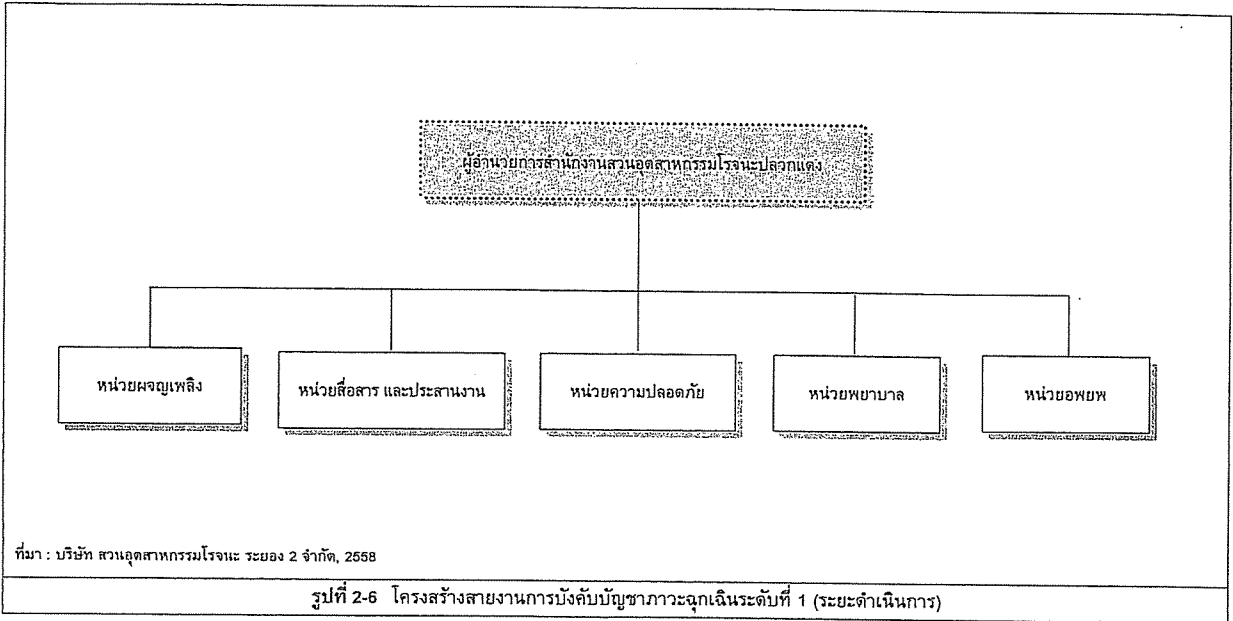 ผู้อำนวยการสำนักงานสวนอุตสาหกรรมโรจนะปลวกแดง
หน่วยผจญเพลิง
หน่วยสื่อสาร และประสานงาน
หน่วยความปลอดภัย
หน่วยพยาบาล
หน่วยอพยพ
ที่มา : บริษัท สวนอุตสาหกรรมโรจนะ ระยอง 2 จำกัด, 2558
รูปที่ 2-6 โครงสร้างสายงานการบังคับบัญชาภาวะฉุกเฉินระดับที่ 1 (ระยะดำเนินการ)